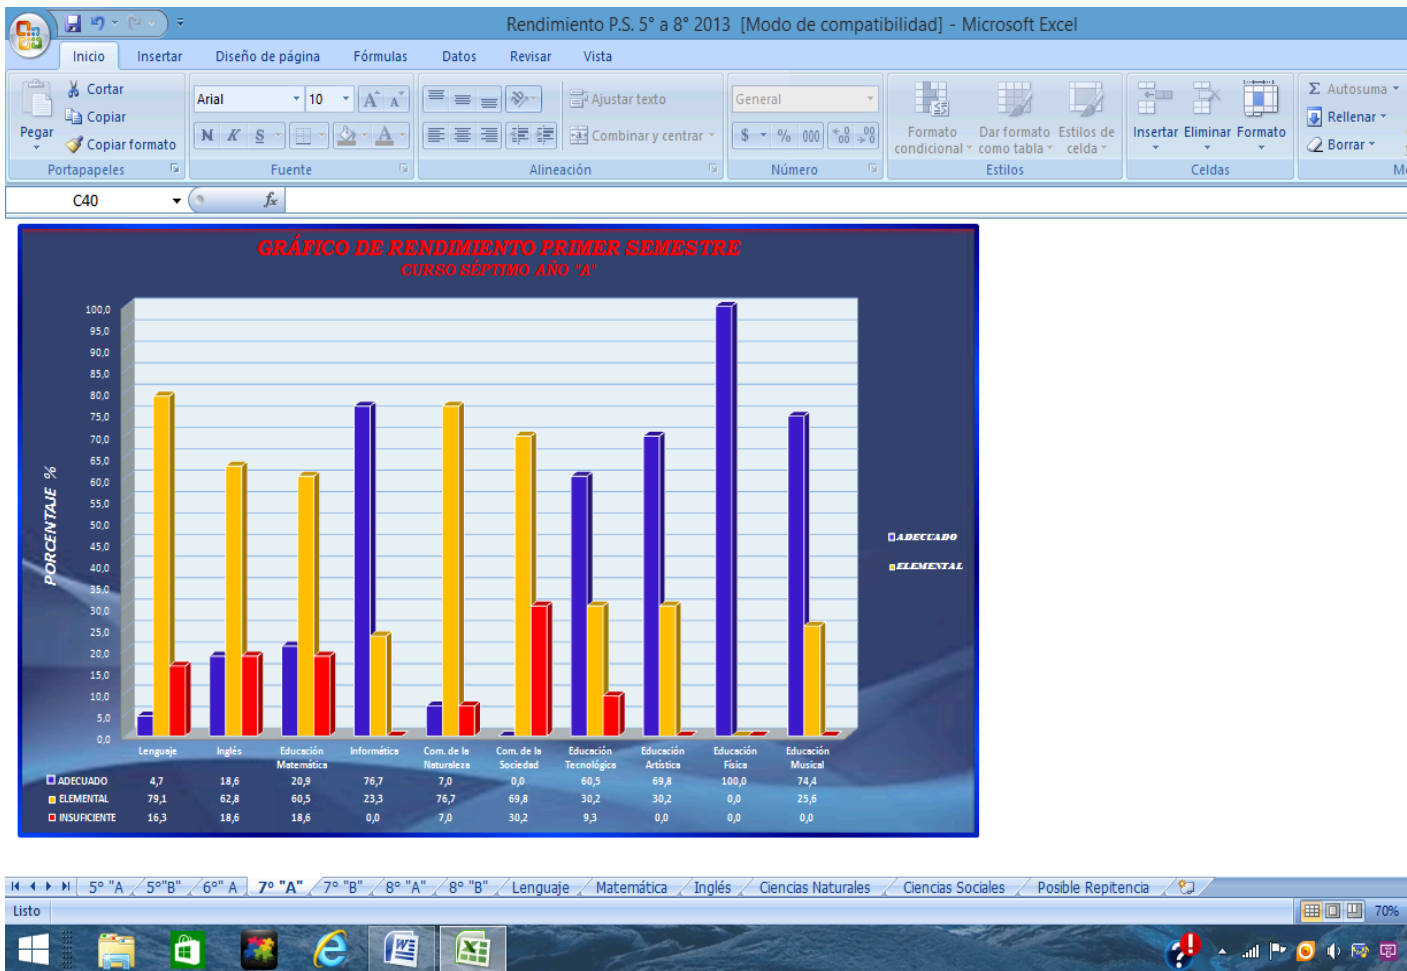 Rendimiento P.S. 5° a 8° 2013 [Modo de compatibilidad] - Microsoft Excel
Inicio Insertar Diseño de página Fórmulas Datos Revisar Vista
Pegar
Cortar
Copiar
Copiar formato
Portapapeles
Arial 10
N K S
Fuente
Ajustar texto
Combinar y centrar
Alineación
General
$ % 000
Número
Formato condicional
Dar formato como tabla
Estilos de celda
Estilos
Insertar Eliminar Formato
Celdas
Σ Autosuma
Rellenar
Borrar
C40 fx
GRÁFICO DE RENDIMIENTO PRIMER SEMESTRE
CURSO SÉPTIMO AÑO "A"
PORCENTAJE %
100,0
95,0
90,0
85,0
80,0
75,0
70,0
65,0
60,0
55,0
50,0
45,0
40,0
35,0
30,0
25,0
20,0
15,0
10,0
5,0
0,0
ADECUADO
ELEMENTAL
Lenguaje Inglés Educación Matemática Informática Com. de la Naturaleza Com. de la Sociedad Educación Tecnológica Educación Artística Educación Física Educación Musical
ADECUADO 4,7 18,6 20,9 76,7 7,0 0,0 60,5 69,8 100,0 74,4
ELEMENTAL 79,1 62,8 60,5 23,3 76,7 69,8 30,2 30,2 0,0 25,6
INSUFICIENTE 16,3 18,6 18,6 0,0 7,0 30,2 9,3 0,0 0,0 0,0
5° "A 5°"B" 6°" A 7° "A" 7° "B" 8° "A" 8° "B" Lenguaje Matemática Inglés Ciencias Naturales Ciencias Sociales Posible Repitencia
Listo 70%